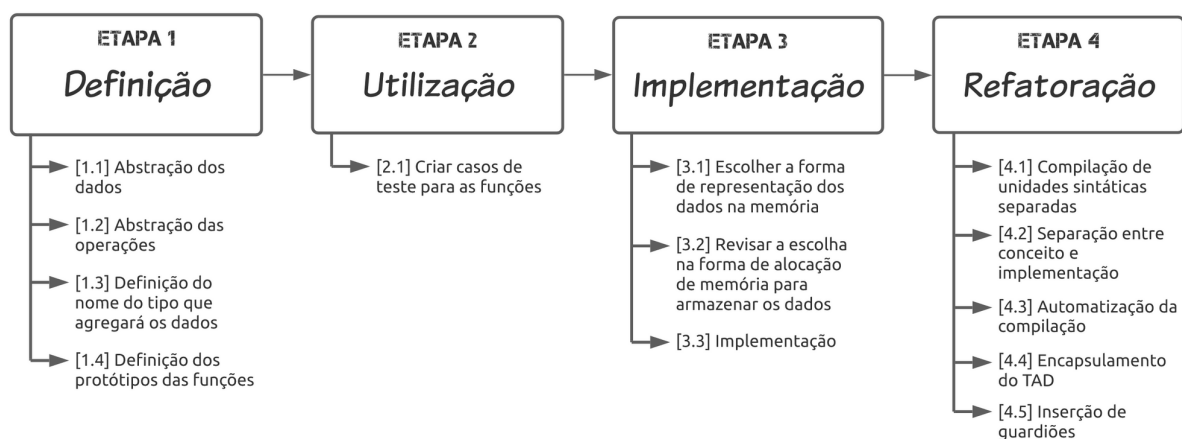 ETAPA 1
Definição
[1.1] Abstração dos
dados
[1.2] Abstração das
operações
[1.3] Definição do
nome do tipo que
agregará os dados
[1.4] Definição dos
protótipos das funções
ETAPA 2
Utilização
[2.1] Criar casos de
teste para as funções
ETAPA 3
Implementação
[3.1] Escolher a forma
de representação dos
dados na memória
[3.2] Revisar a escolha
na forma de alocação
de memória para
armazenar os dados
[3.3] Implementação
ETAPA 4
Refatoração
[4.1] Compilação de
unidades sintáticas
separadas
[4.2] Separação entre
conceito e
implementação
[4.3] Automatização da
compilação
[4.4] Encapsulamento
do TAD
[4.5] Inserção de
guardiões